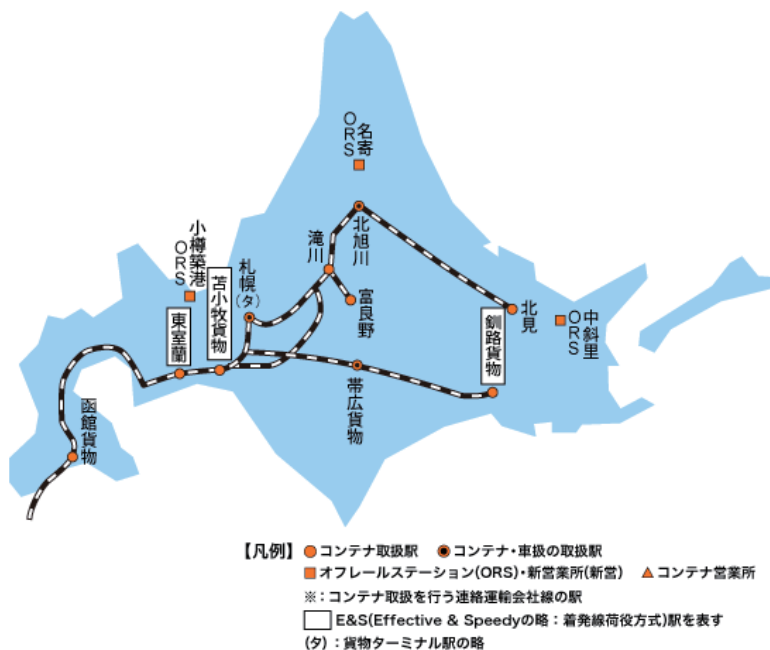 名寄
ORS
北旭川
小樽築港
ORS
滝川
札幌
(タ)
苫小牧貨物
富良野
北見
中斜里
ORS
東室蘭
釧路貨物
帯広貨物
函館貨物
【凡例】 コンテナ取扱駅 コンテナ・車扱の取扱駅
オフレールステーション(ORS)・新営業所(新営) コンテナ営業所
※：コンテナ取扱を行う連絡運輸会社線の駅
E&S(Effective & Speedyの略：着発線荷役方式)駅を表す
(タ)：貨物ターミナル駅の略